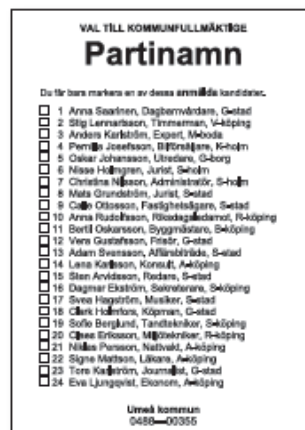 VAL TILL KOMMUNFULLMÄKTIGE
Partinamn
Du får bara markera en av dessa anmälda kandidater.
1 Anna Saarinen, Dagbarnvårdare, G-stad
2 Stig Lennartsson, Timmerman, V-köping
3 Anders Karlström, Expert, M-boda
4 Pernilla Josefsson, Bilförsäljare, K-holm
5 Oskar Johansson, Utredare, G-borg
6 Nisse Holmgren, Jurist, S-holm
7 Christina Nilsson, Administratör, S-holm
8 Mats Grundström, Jurist, S-stad
9 Calle Ottosson, Fastighetsägare, S-stad
10 Anna Rudolfsson, Riksdagsledamot, R-köping
11 Bertil Oskarsson, Byggmästare, S-köping
12 Vera Gustafsson, Frisör, G-stad
13 Adam Svensson, Affärsbiträde, S-stad
14 Lena Karlsson, Konsult, A-köping
15 Sten Arvidsson, Redare, S-stad
16 Dagmar Ekström, Sekreterare, S-köping
17 Svea Hagström, Musiker, S-stad
18 Clark Holmfors, Köpman, G-stad
19 Sofie Berglund, Tandtekniker, S-köping
20 Claes Eriksson, Miljötekniker, R-köping
21 Niklas Persson, Nattvakt, A-köping
22 Signe Mattson, Läkare, A-köping
23 Tore Karlström, Journalist, G-stad
24 Eva Ljungqvist, Ekonom, A-köping
Umeå kommun
0488-00355